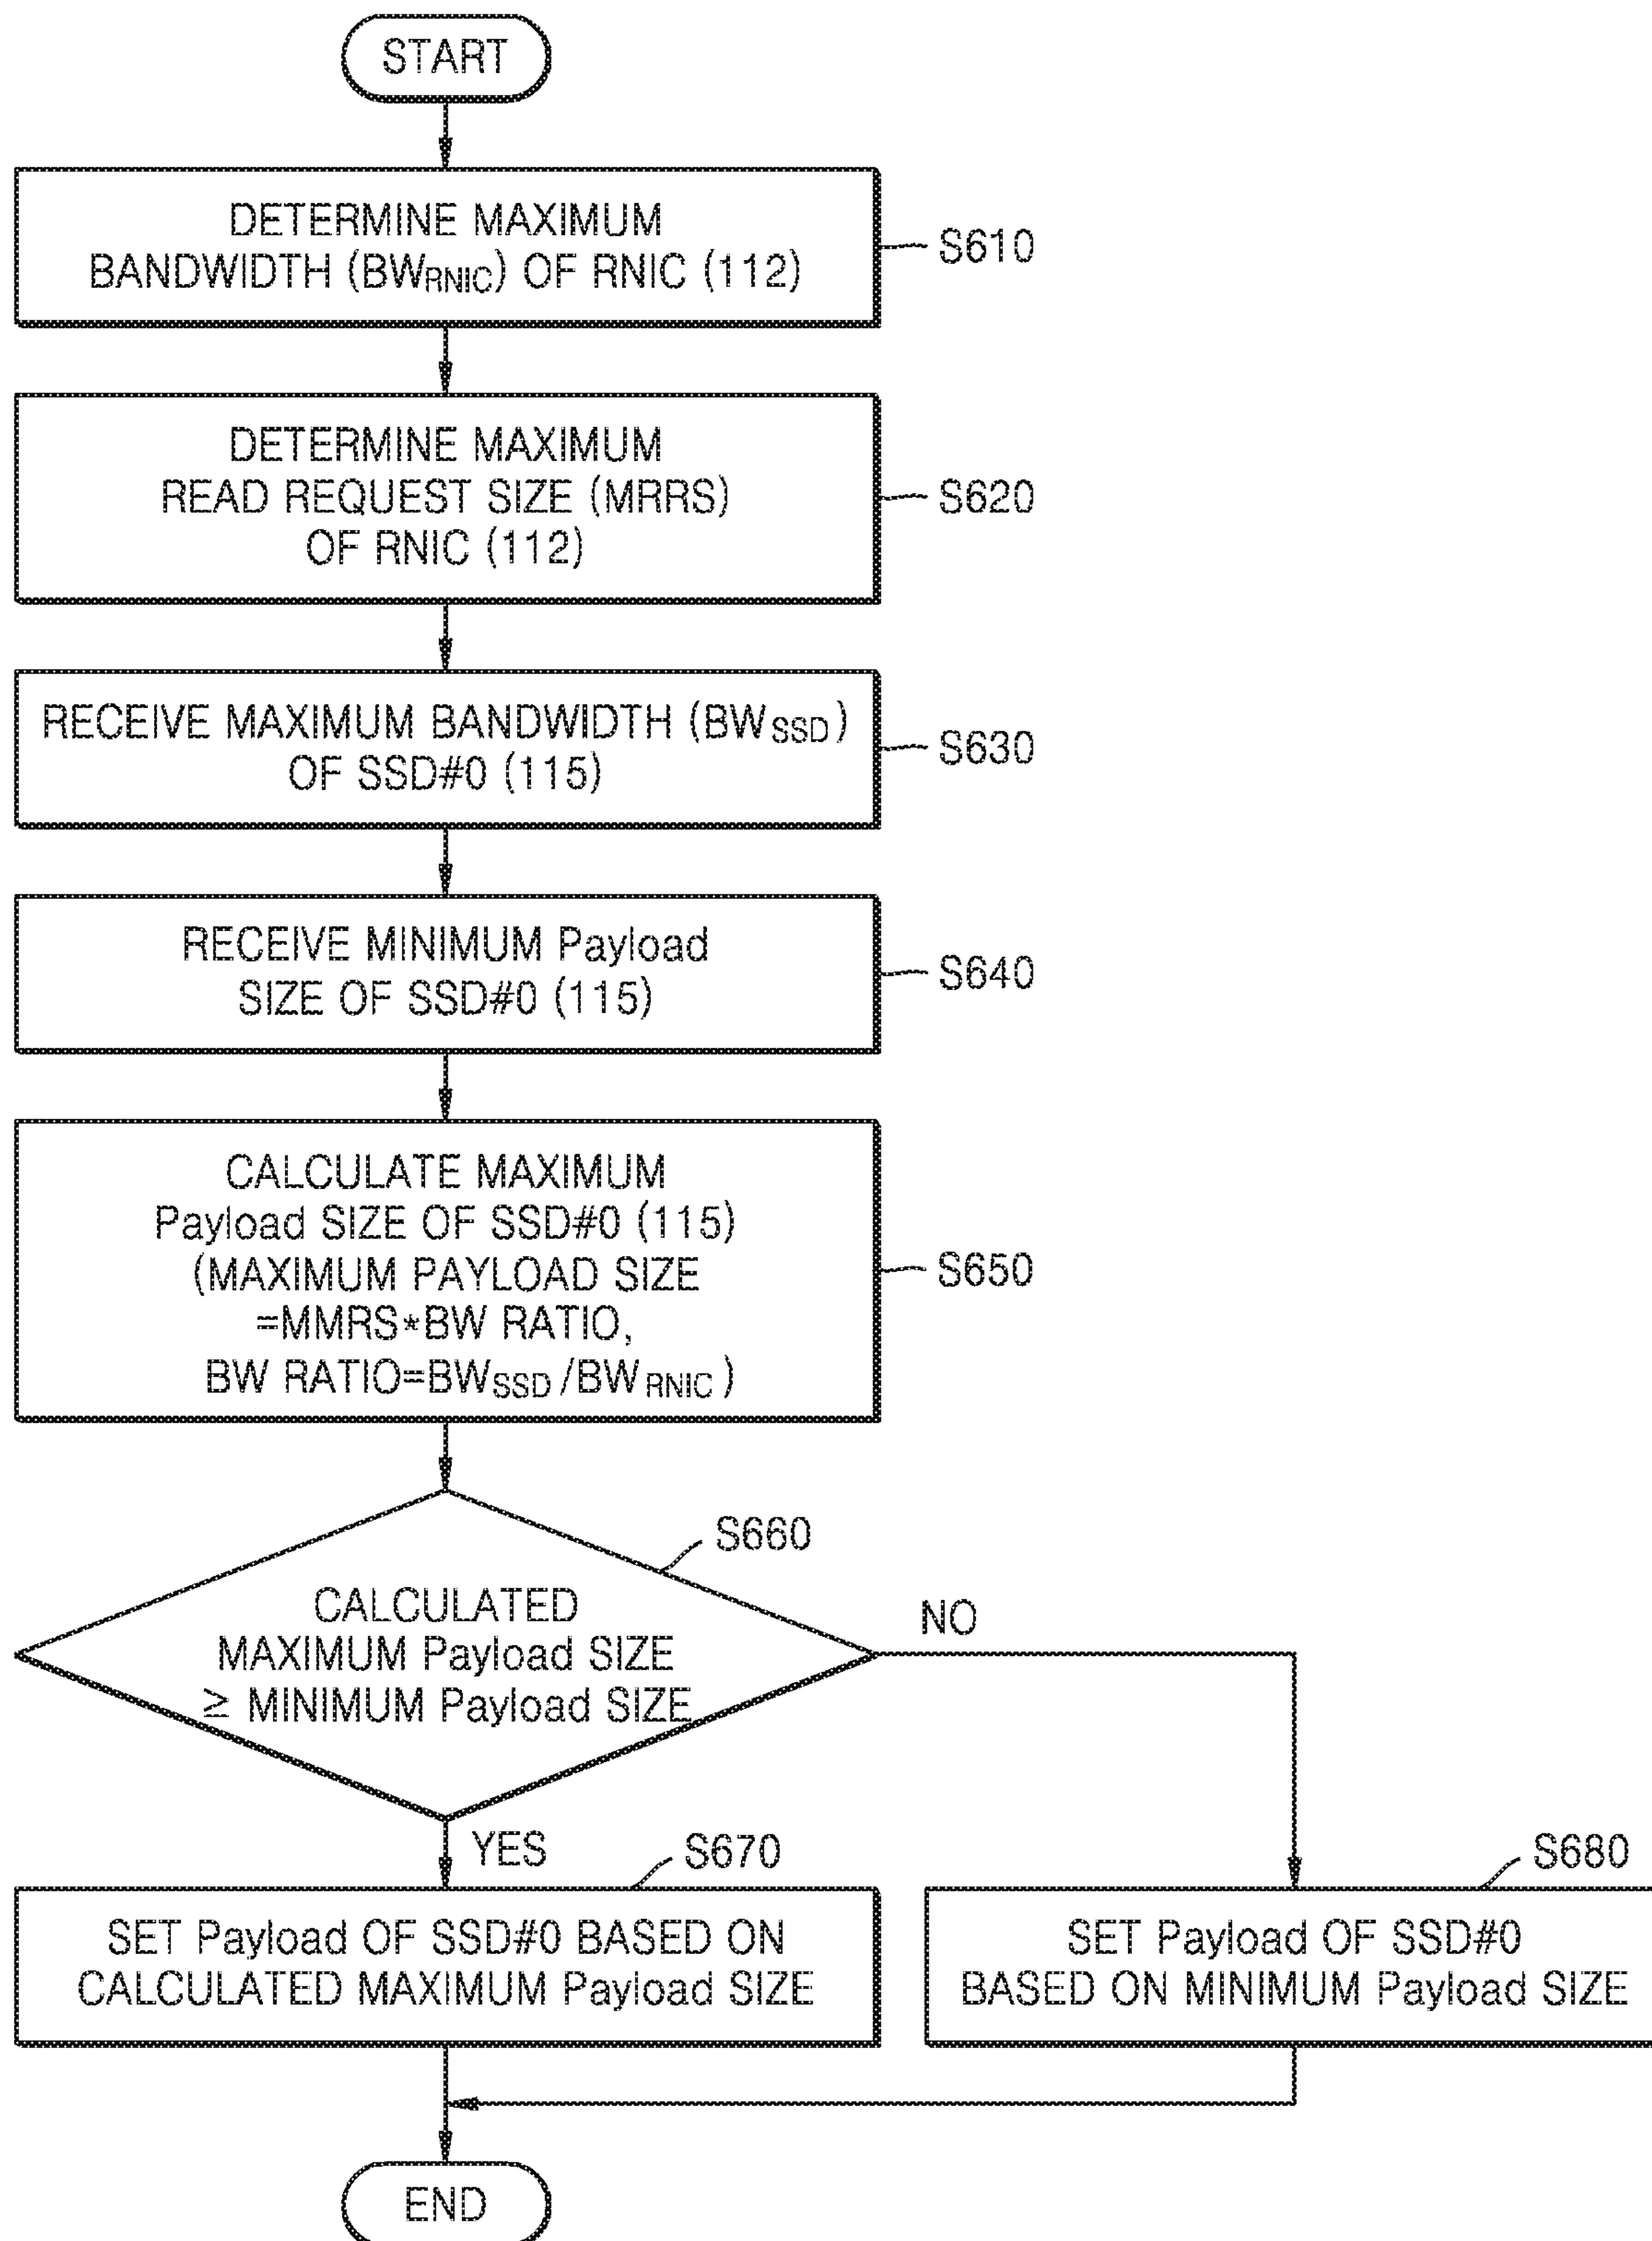 START
DETERMINE MAXIMUM
BANDWIDTH (BWRNIC) OF RNIC (112)
S610
DETERMINE MAXIMUM
READ REQUEST SIZE (MRRS)
OF RNIC (112)
S620
RECEIVE MAXIMUM BANDWIDTH (BWSSD)
OF SSD#0 (115)
S630
RECEIVE MINIMUM Payload
SIZE OF SSD#0 (115)
S640
CALCULATE MAXIMUM
Payload SIZE OF SSD#0 (115)
(MAXIMUM PAYLOAD SIZE
=MMRS*BW RATIO,
BW RATIO=BWSSD/BWRNIC)
S650
S660
CALCULATED
MAXIMUM Payload SIZE
≥ MINIMUM Payload SIZE
NO
YES
S670
SET Payload OF SSD#0 BASED ON
CALCULATED MAXIMUM Payload SIZE
S680
SET Payload OF SSD#0
BASED ON MINIMUM Payload SIZE
END